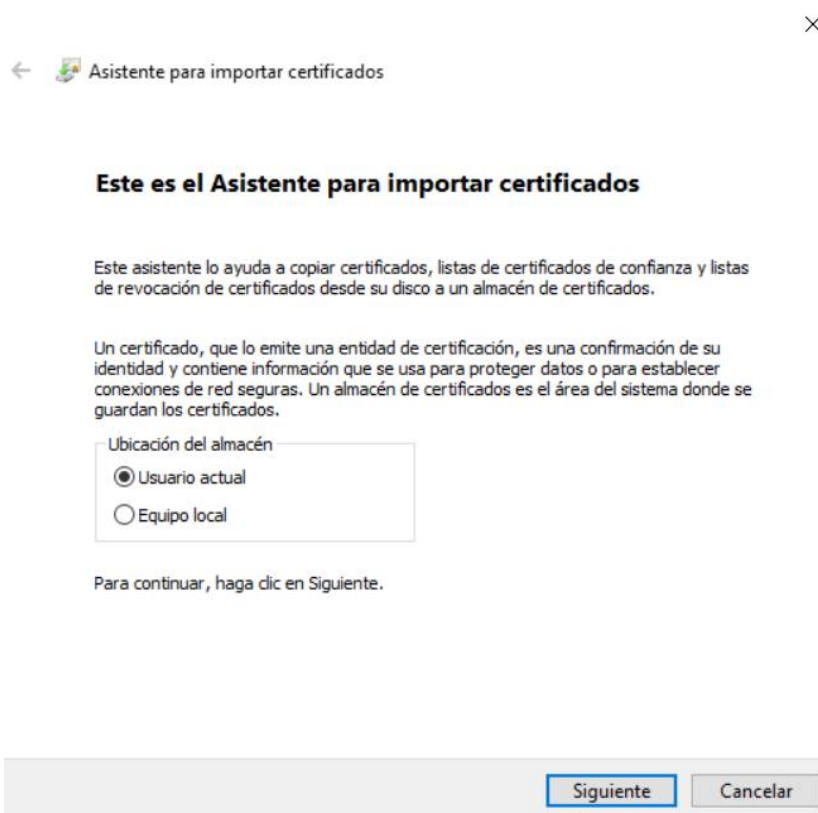 Asistente para importar certificados
Este es el Asistente para importar certificados
Este asistente lo ayuda a copiar certificados, listas de certificados de confianza y listas
de revocación de certificados desde su disco a un almacén de certificados.
Un certificado, que lo emite una entidad de certificación, es una confirmación de su
identidad y contiene información que se usa para proteger datos o para establecer
conexiones de red seguras. Un almacén de certificados es el área del sistema donde se
guardan los certificados.
Ubicación del almacén
Usuario actual
Equipo local
Para continuar, haga clic en Siguiente.
Siguiente
Cancelar